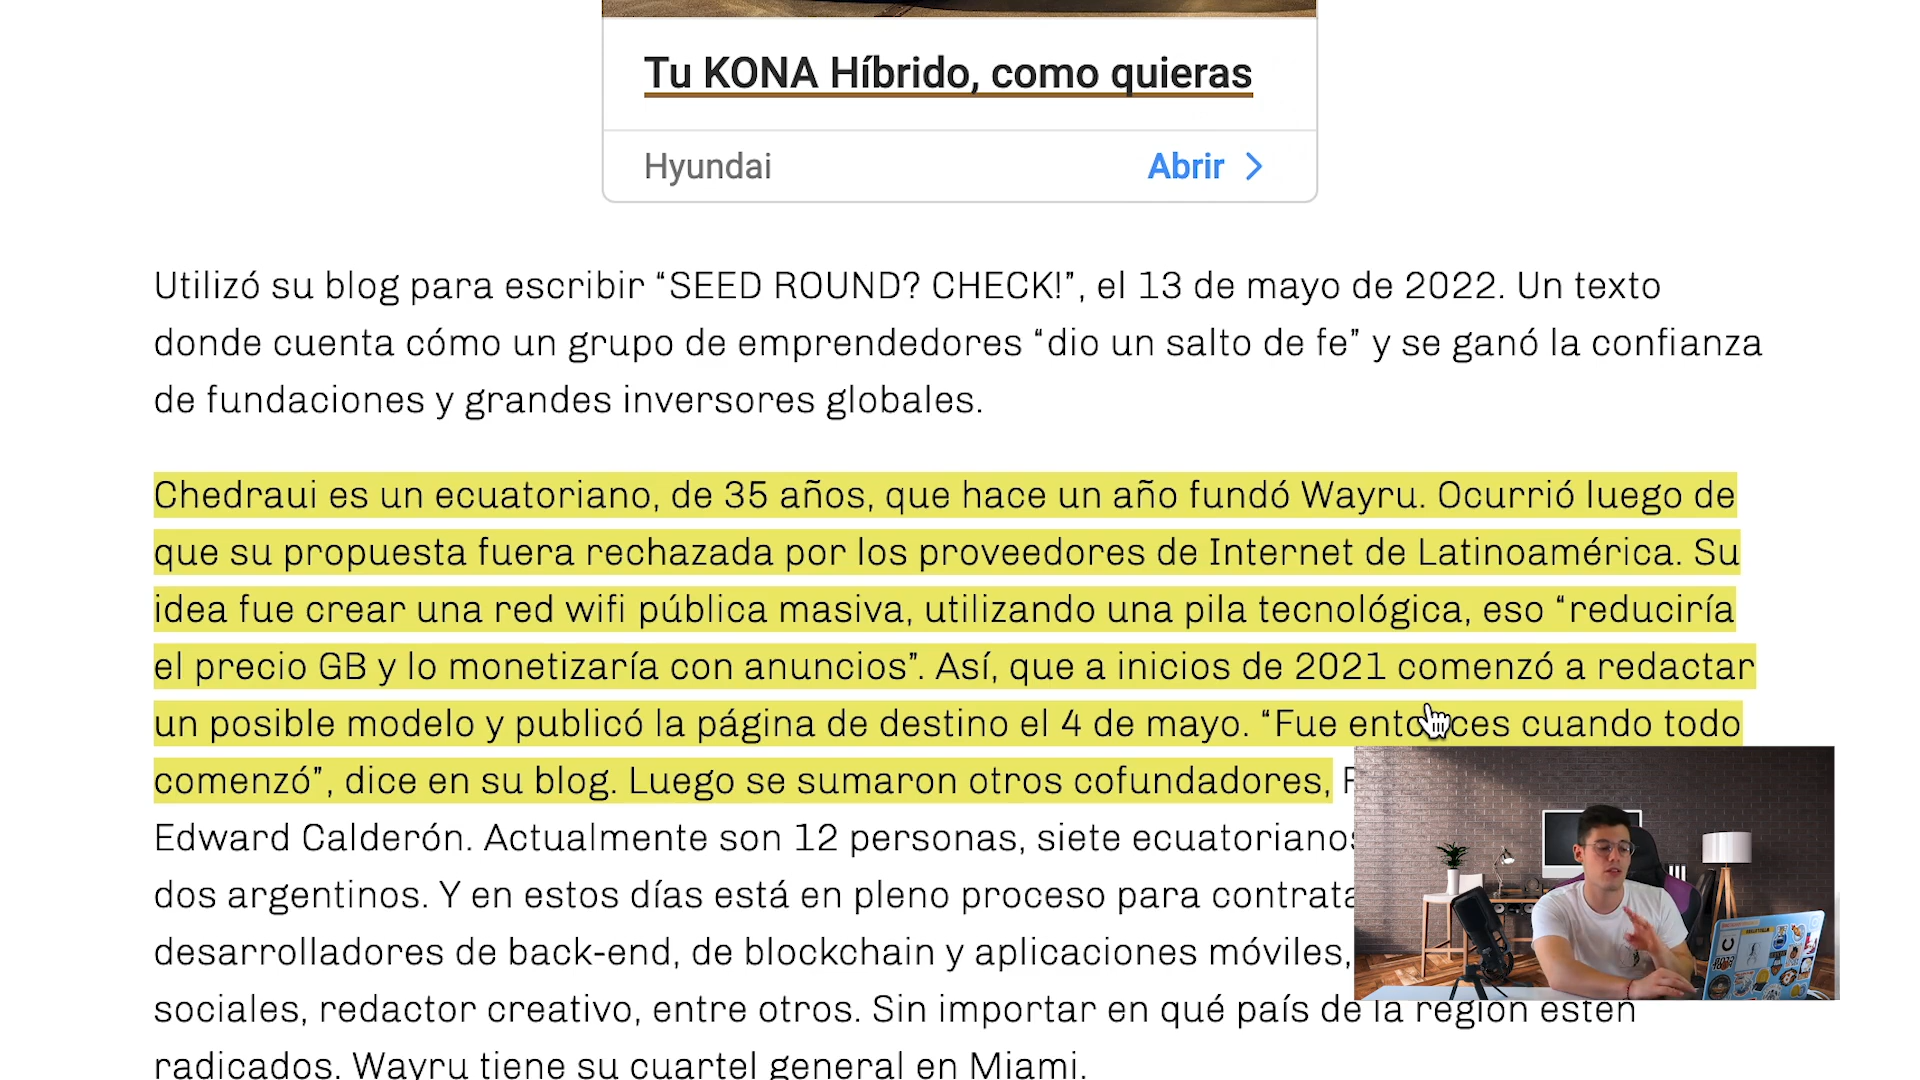 Tu KONA Híbrido, como quieras
Hyundai
Abrir
Utilizó su blog para escribir “SEED ROUND? CHECK!”, el 13 de mayo de 2022. Un texto
donde cuenta cómo un grupo de emprendedores “dio un salto de fe” y se ganó la confianza
de fundaciones y grandes inversores globales.
Chedraui es un ecuatoriano, de 35 años, que hace un año fundó Wayru. Ocurrió luego de
que su propuesta fuera rechazada por los proveedores de Internet de Latinoamérica. Su
idea fue crear una red wifi pública masiva, utilizando una pila tecnológica, eso “reduciría
el precio GB y lo monetizaría con anuncios”. Así, que a inicios de 2021 comenzó a redactar
un posible modelo y publicó la página de destino el 4 de mayo. “Fue entonces cuando todo
comenzó”, dice en su blog. Luego se sumaron otros cofundadores,
Edward Calderón. Actualmente son 12 personas, siete ecuatorianos
dos argentinos. Y en estos días está en pleno proceso para contrata
desarrolladores de back-end, de blockchain y aplicaciones móviles,
sociales, redactor creativo, entre otros. Sin importar en qué país de la región estén
radicados. Wayru tiene su cuartel general en Miami.